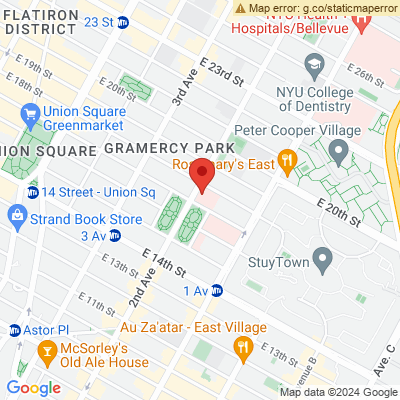 Map error: g.co/staticmaperror
FLATIRON
DISTRICT
23 St
NYU Health +
Hospitals/Bellevue
E 19th St
3rd Ave
E 23rd St
E 26th St
Union Square
Greenmarket
NYU College
of Dentistry
Peter Cooper Village
GRAMERCY PARK
NION SQUARE
Rosemary's East
14 Street - Union Sq
E 20th St
Strand Book Store
3 Av
E 14th St
E 13th St
2nd Ave
StuyTown
E 11th St
1 Av
Astor Pl
Au Za'atar - East Village
McSorley's
Old Ale House
E 13th St
Avenue B
Ave. C
Google
Map data ©2024 Google